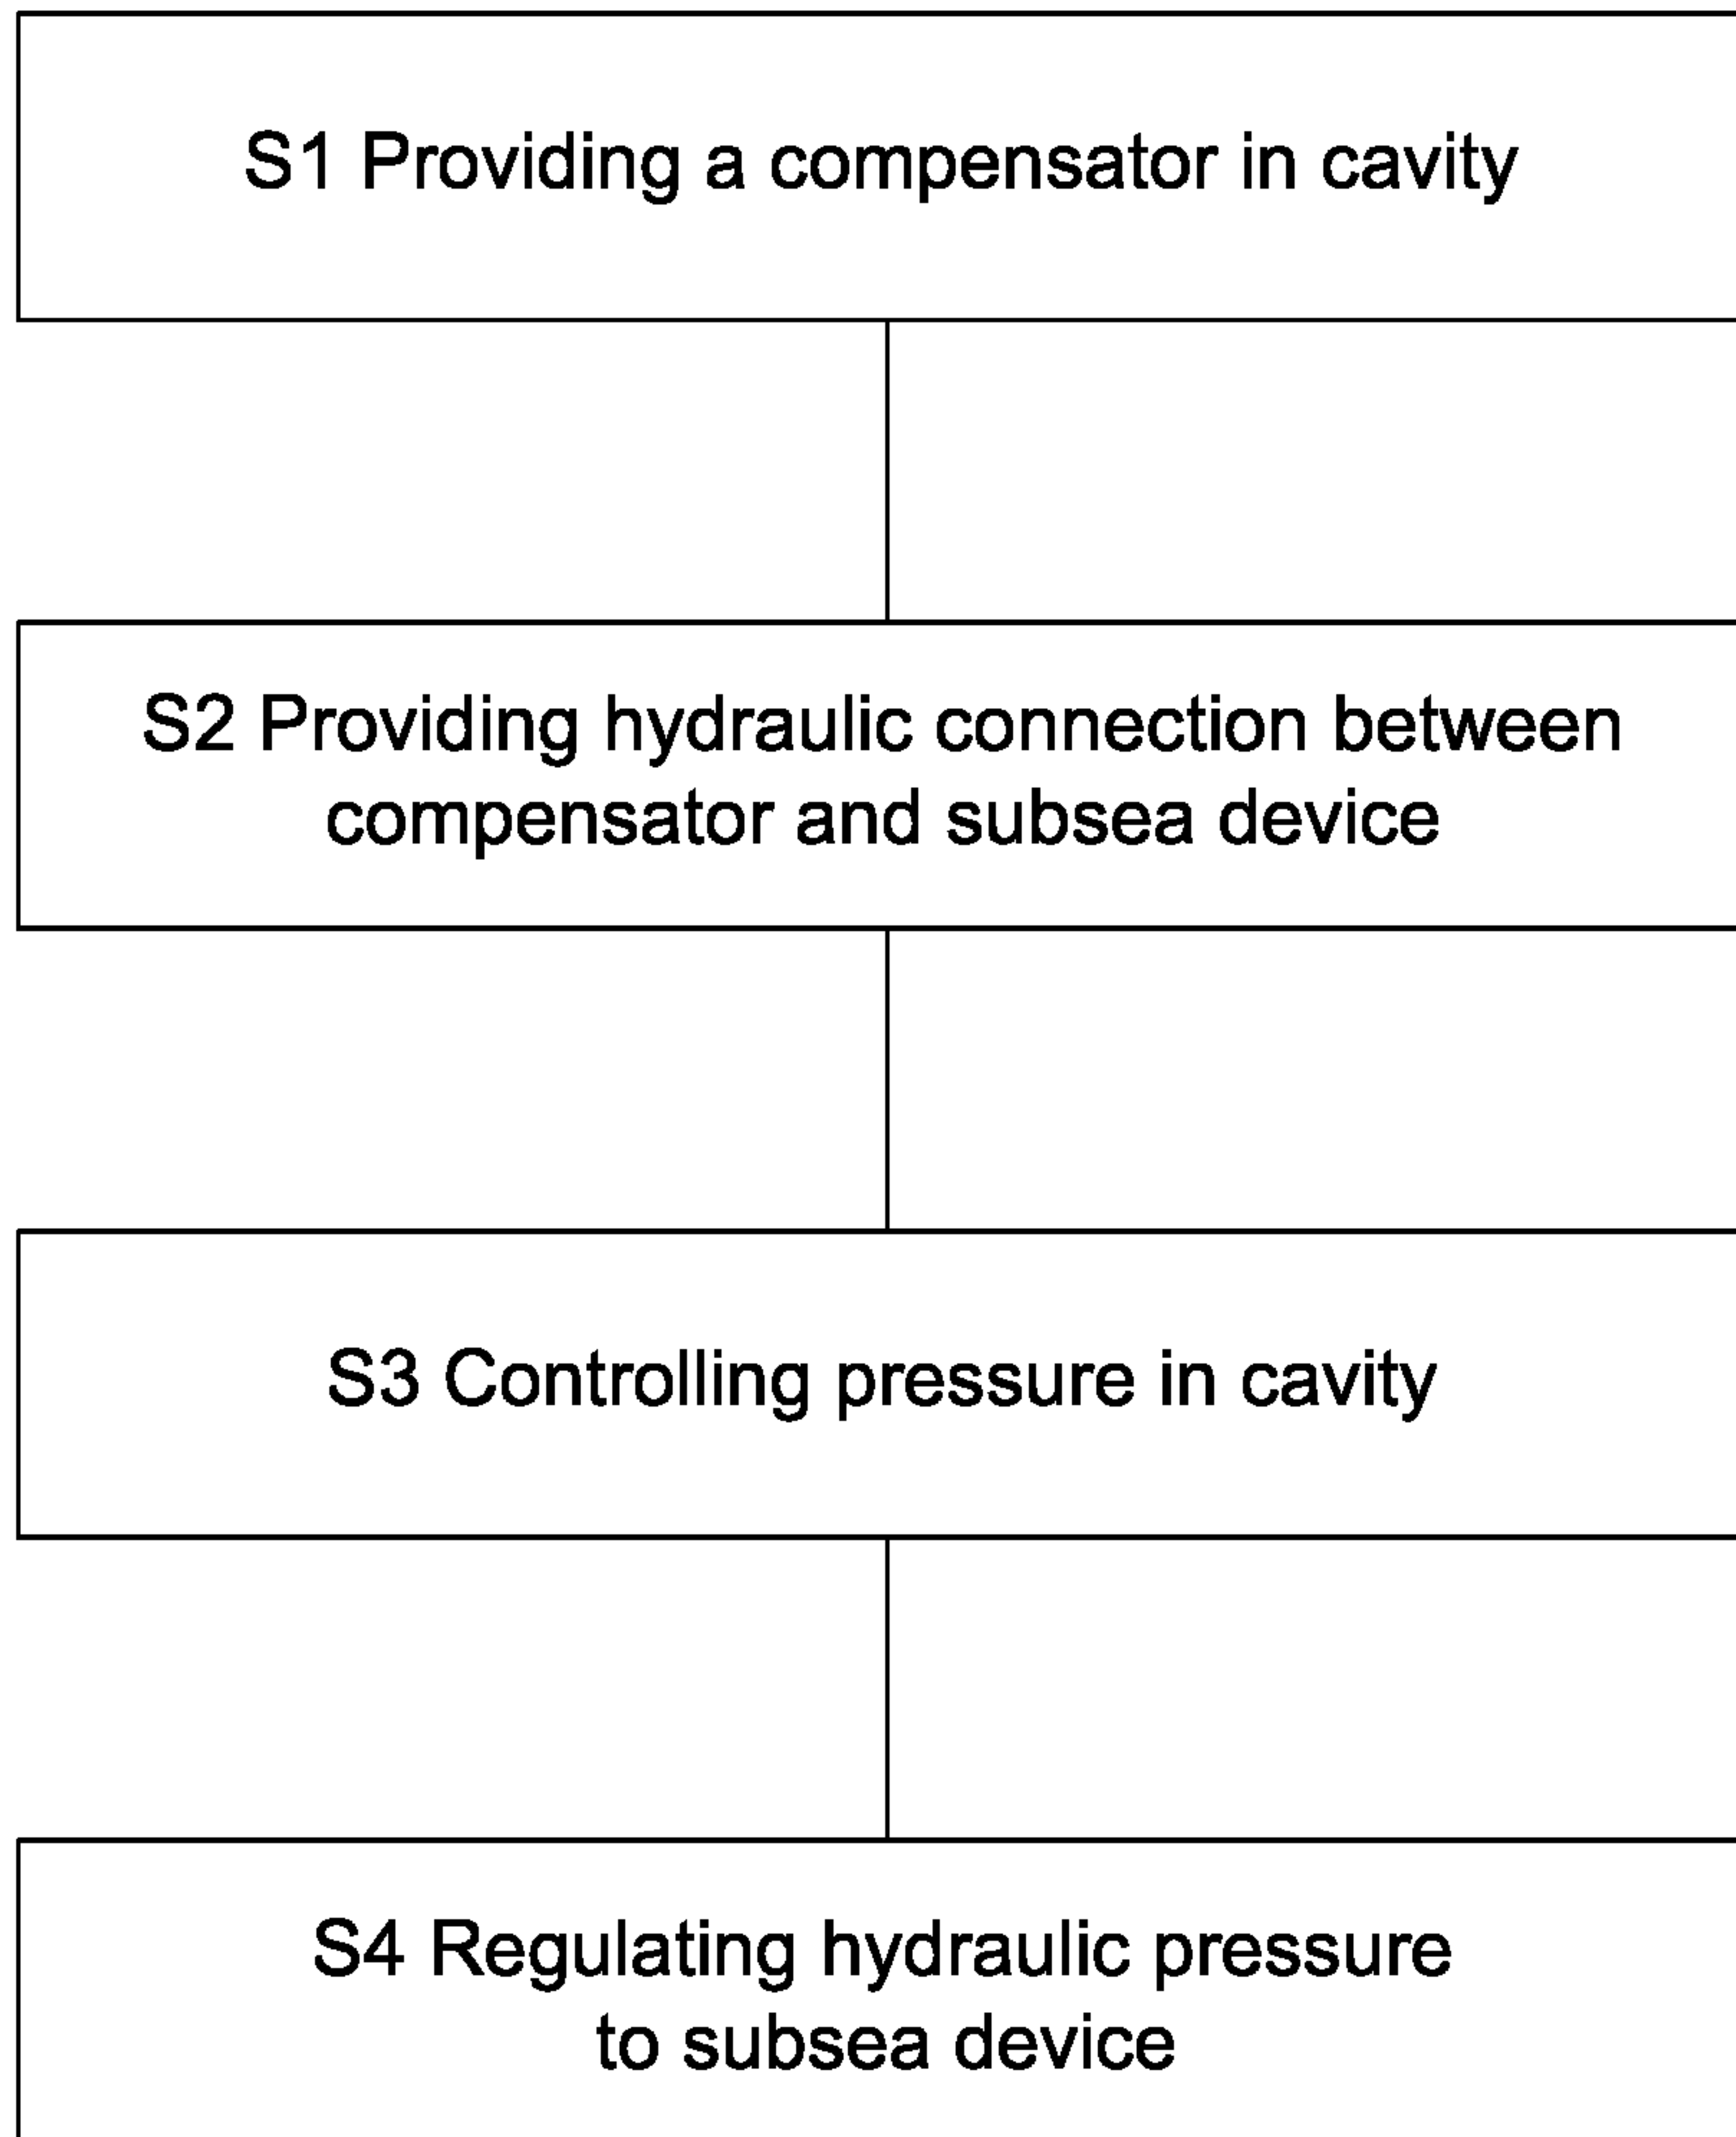 S1 Providing a compensator in cavity
S2 Providing hydraulic connection between
compensator and subsea device
S3 Controlling pressure in cavity
S4 Regulating hydraulic pressure
to subsea device